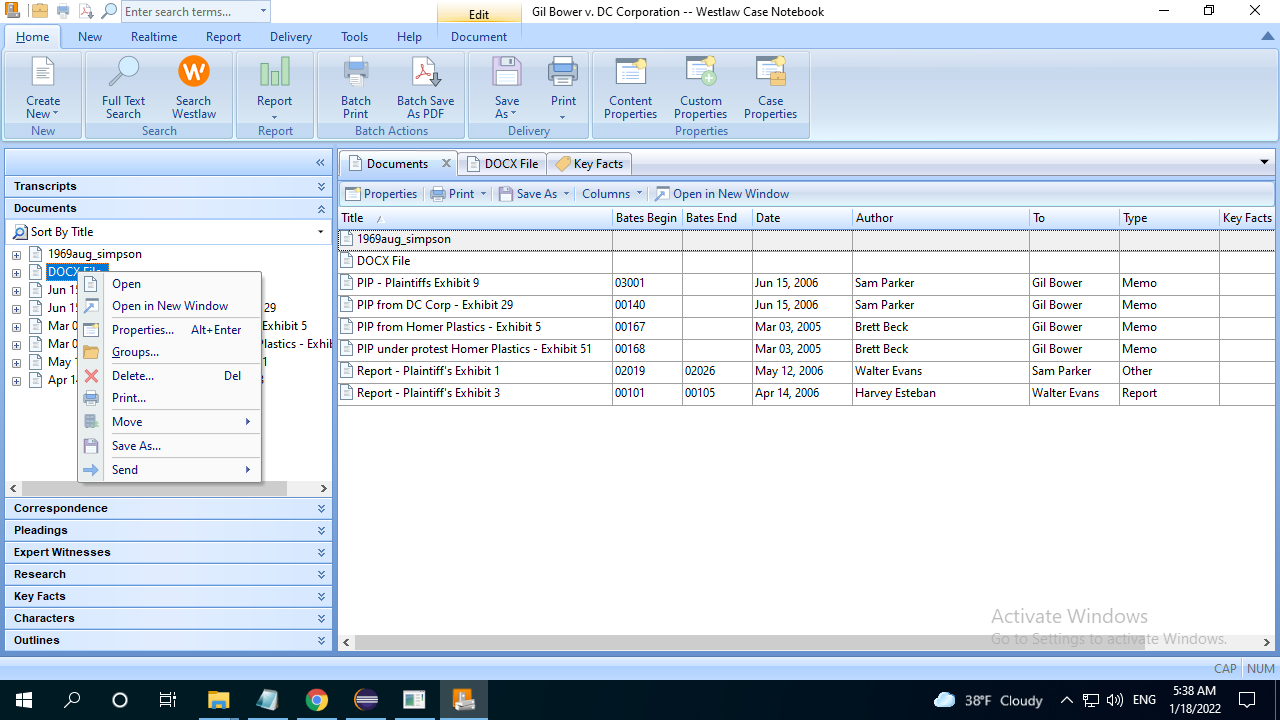 Enter search terms...
Edit
Gil Bower v. DC Corporation -- Westlaw Case Notebook
Home
New
Realtime
Report
Delivery
Tools
Help
Document
Create New
Full Text Search
Search Westlaw
Report
Batch Print
Batch Save As PDF
Save As
Print
Content Properties
Custom Properties
Case Properties
New
Search
Report
Batch Actions
Delivery
Properties
Transcripts
Documents
Sort By Title
1969aug_simpson
DOCX File
Jun 15
Jun 15
29
Mar 0
Exhibit 5
Mar 0
Plastics - Exhib
May 1
1
Apr 14
Open
Open in New Window
Properties... Alt+Enter
Groups...
Delete... Del
Print...
Move
Save As...
Send
Correspondence
Pleadings
Expert Witnesses
Research
Key Facts
Characters
Outlines
Documents
DOCX File
Key Facts
Properties
Print
Save As
Columns
Open in New Window
Title Bates Begin Bates End Date Author To Type Key Facts
1969aug_simpson
DOCX File
PIP - Plaintiffs Exhibit 9 03001 Jun 15, 2006 Sam Parker Gil Bower Memo
PIP from DC Corp - Exhibit 29 00140 Jun 15, 2006 Sam Parker Gil Bower Memo
PIP from Homer Plastics - Exhibit 5 00167 Mar 03, 2005 Brett Beck Gil Bower Memo
PIP under protest Homer Plastics - Exhibit 51 00168 Mar 03, 2005 Brett Beck Gil Bower Memo
Report - Plaintiff's Exhibit 1 02019 02026 May 12, 2006 Walter Evans Sam Parker Other
Report - Plaintiff's Exhibit 3 00101 00105 Apr 14, 2006 Harvey Esteban Walter Evans Report
Activate Windows
Go to Settings to activate Windows.
CAP NUM
38°F Cloudy
ENG
5:38 AM
1/18/2022